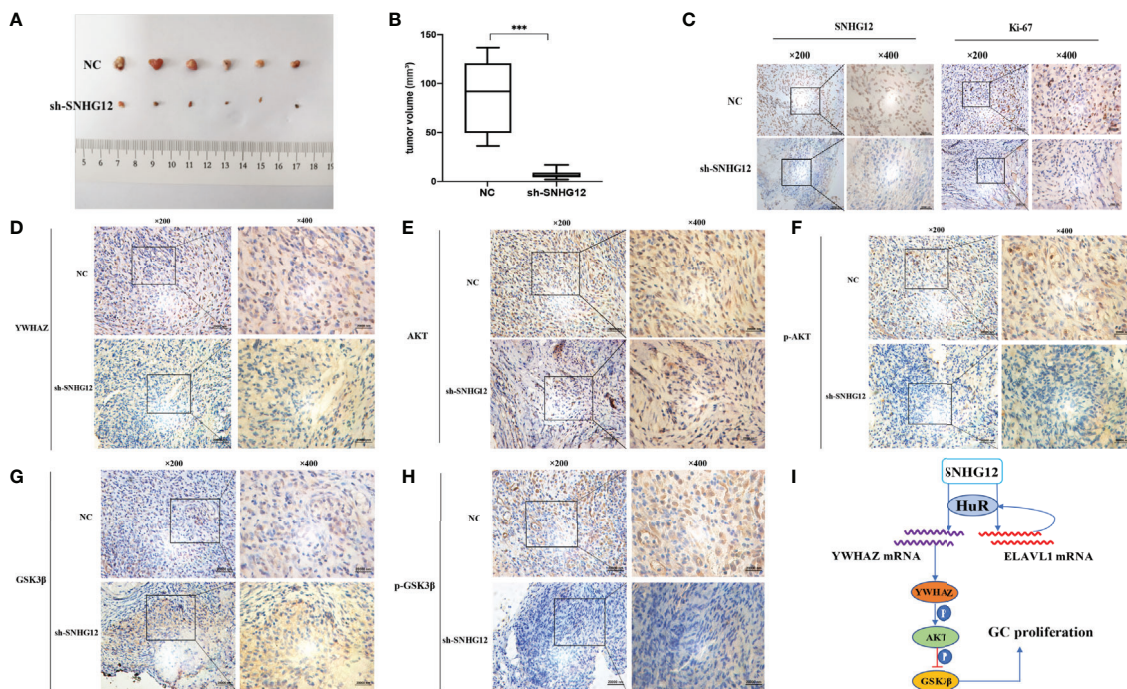 A
NC
sh-SNHG12
5 6 7 8 9 10 11 12 13 14 15 16 17 18 19
B
***
tumor volume (mm³)
150
100
50
0
NC
sh-SNHG12
C
SNHG12
Ki-67
×200
×400
×200
×400
NC
sh-SNHG12
D
×200
×400
NC
YWHAZ
sh-SNHG12
E
×200
×400
NC
AKT
sh-SNHG12
F
×200
×400
NC
p-AKT
sh-SNHG12
G
×200
×400
NC
GSK3β
sh-SNHG12
H
×200
×400
NC
p-GSK3β
sh-SNHG12
I
SNHG12
HuR
YWHAZ mRNA
ELAVL1 mRNA
YWHAZ
P
AKT
P
GSK3β
GC proliferation